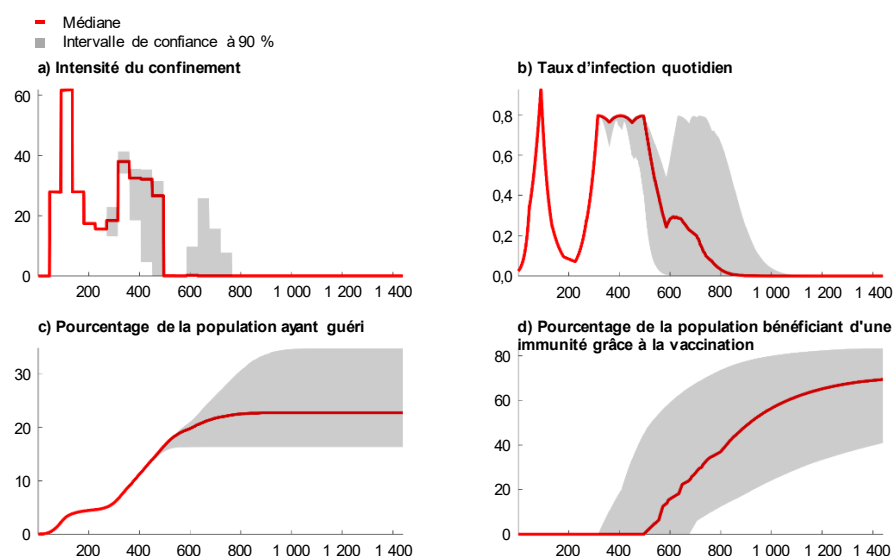 Médiane
Intervalle de confiance à 90 %
a) Intensité du confinement
60
40
20
0
200 400 600 800 1 000 1 200 1 400
b) Taux d'infection quotidien
0,8
0,6
0,4
0,2
0,0
200 400 600 800 1 000 1 200 1 400
c) Pourcentage de la population ayant guéri
30
20
10
0
200 400 600 800 1 000 1 200 1 400
d) Pourcentage de la population bénéficiant d'une
immunité grâce à la vaccination
80
60
40
20
0
200 400 600 800 1 000 1 200 1 400